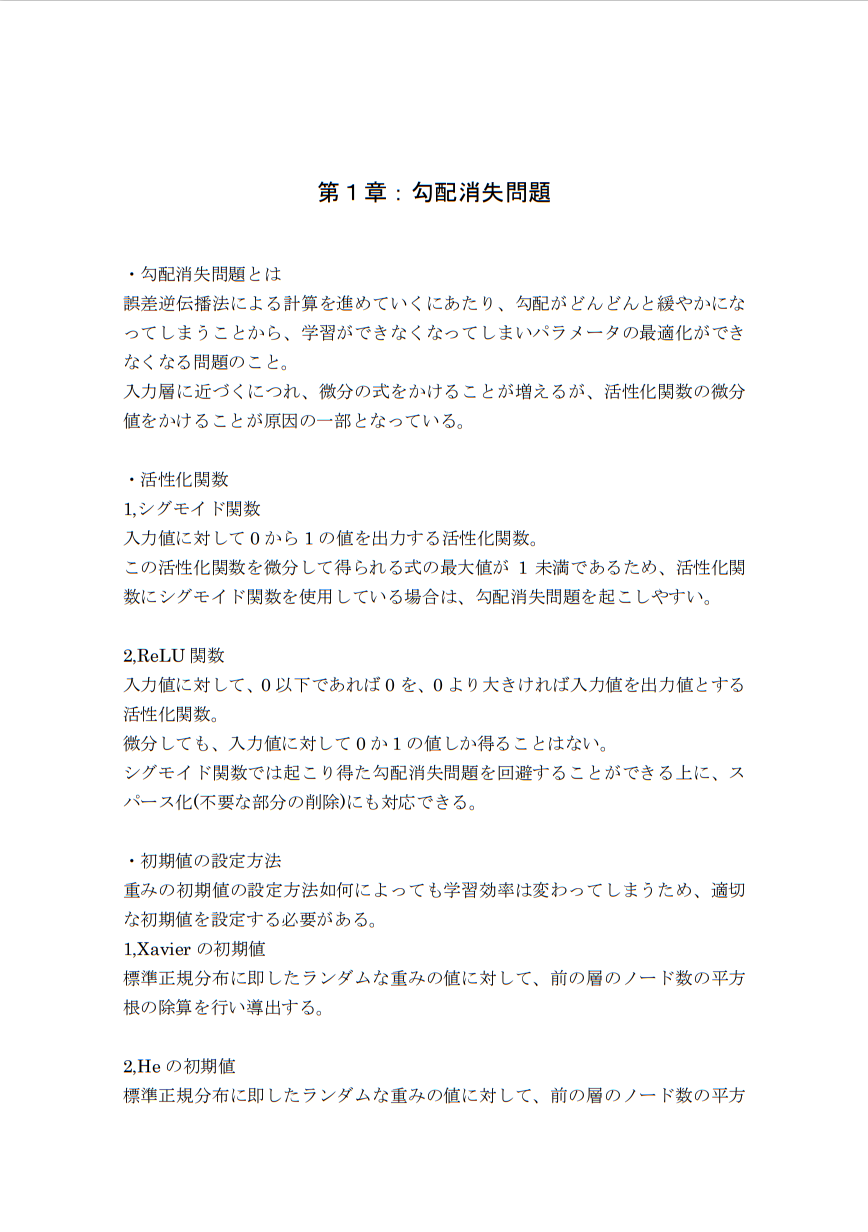 第１章：勾配消失問題
・勾配消失問題とは
誤差逆伝播法による計算を進めていくにあたり、勾配がどんどんと緩やかにな
ってしまうことから、学習ができなくなってしまいパラメータの最適化ができ
なくなる問題のこと。
入力層に近づくにつれ、微分の式をかけることが増えるが、活性化関数の微分
値をかけることが原因の一部となっている。
・活性化関数
1,シグモイド関数
入力値に対して 0 から 1 の値を出力する活性化関数。
この活性化関数を微分して得られる式の最大値が 1 未満であるため、活性化関
数にシグモイド関数を使用している場合は、勾配消失問題を起こしやすい。
2,ReLU 関数
入力値に対して、0 以下であれば 0 を、0 より大きければ入力値を出力値とする
活性化関数。
微分しても、入力値に対して 0 か 1 の値しか得ることはない。
シグモイド関数では起こり得た勾配消失問題を回避することができる上に、ス
パース化(不要な部分の削除)にも対応できる。
・初期値の設定方法
重みの初期値の設定方法如何によっても学習効率は変わってしまうため、適切
な初期値を設定する必要がある。
1,Xavier の初期値
標準正規分布に即したランダムな重みの値に対して、前の層のノード数の平方
根の除算を行い導出する。
2,He の初期値
標準正規分布に即したランダムな重みの値に対して、前の層のノード数の平方